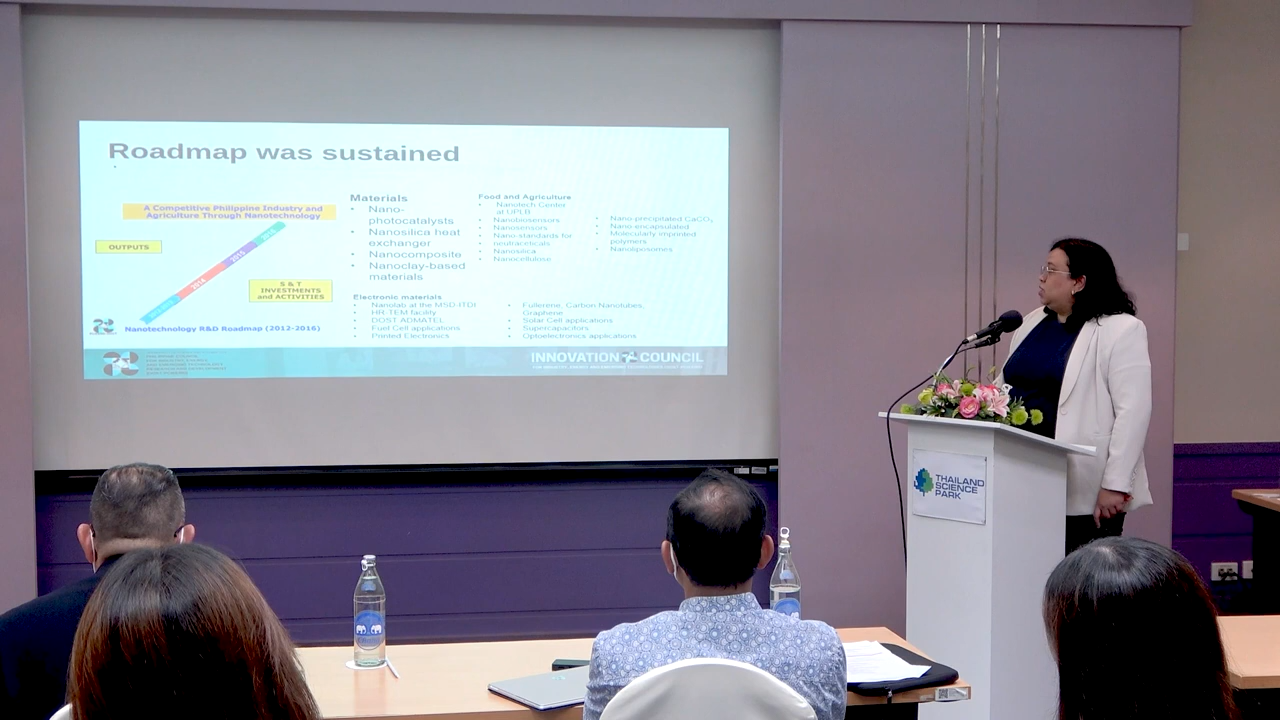 Roadmap was sustained
A Competitive Philippine Industry and
Agriculture Through Nanotechnology
OUTPUTS
2015
2014
S & T
INVESTMENTS
and ACTIVITIES
Nanotechnology R&D Roadmap (2012-2016)
Materials
• Nano-
photocatalysts
• Nanosilica heat
exchanger
• Nanocomposite
• Nanoclay-based
materials
Food and Agriculture
• Nanotech Center
at UPLB
• Nanobiosensors
• Nanosensors
• Nano-standards for
• neutraceticals
• Nanosilica
• Nanocellulose
• Nano precipitated CaCO₃
• Nano encapsulated
• Molecularly imprinted
polymers
• Nanoliposomes
Electronic materials
• Nanolab at the MSD-ITDI
• HR-TEM facility
• DOST ADMATEL
• Fuel Cell applications
• Printed Electronics
• Fullerene, Carbon Nanotubes,
Graphene
• Solar Cell applications
• Supercapacitors
• Optoelectronics applications
INNOVATION COUNCIL
THAILAND
SCIENCE
PARK